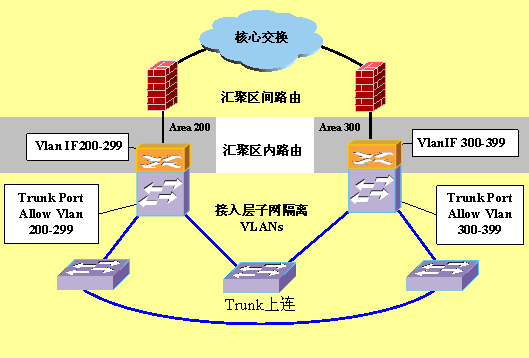 核心交换
汇聚区间路由
Area 200
Area 300
Vlan IF200-299
汇聚区内路由
VlanIF 300-399
Trunk Port
Allow Vlan
200-299
接入层子网隔离
VLANs
Trunk Port
Allow Vlan
300-399
Trunk上连